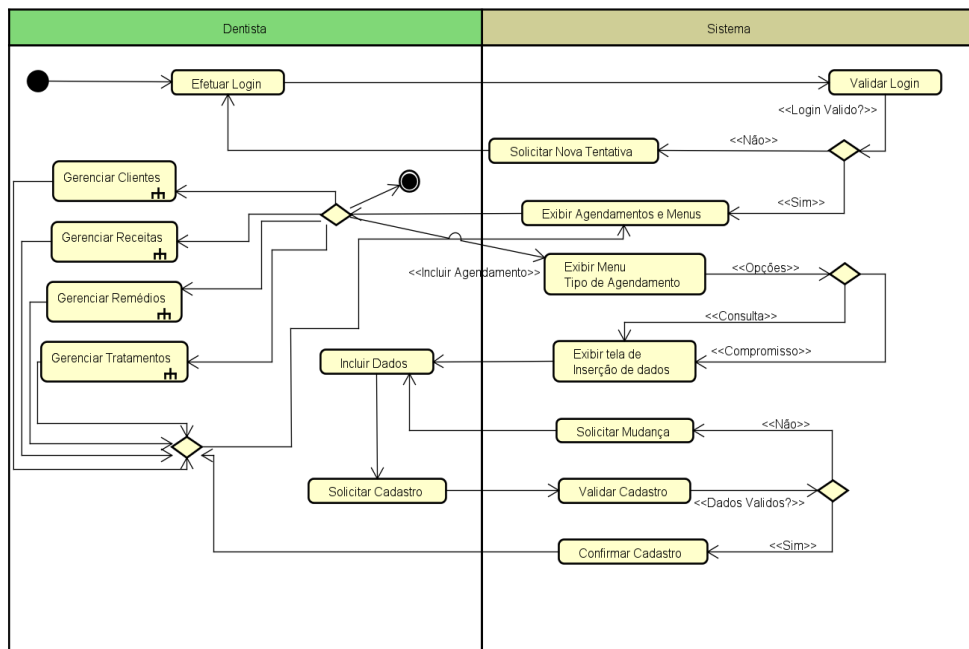 Dentista
Sistema
Efetuar Login
Validar Login
<<Login Valido?>>
<<Não>>
Solicitar Nova Tentativa
Gerenciar Clientes
<<Sim>>
Exibir Agendamentos e Menus
Gerenciar Receitas
<<Incluir Agendamento>>
Exibir Menu
Tipo de Agendamento
<<Opções>>
Gerenciar Remédios
<<Consulta>>
Gerenciar Tratamentos
Incluir Dados
Exibir tela de
Inserção de dados
<<Compromisso>>
Solicitar Mudança
<<Não>>
Solicitar Cadastro
Validar Cadastro
<<Dados Validos?>>
Confirmar Cadastro
<<Sim>>